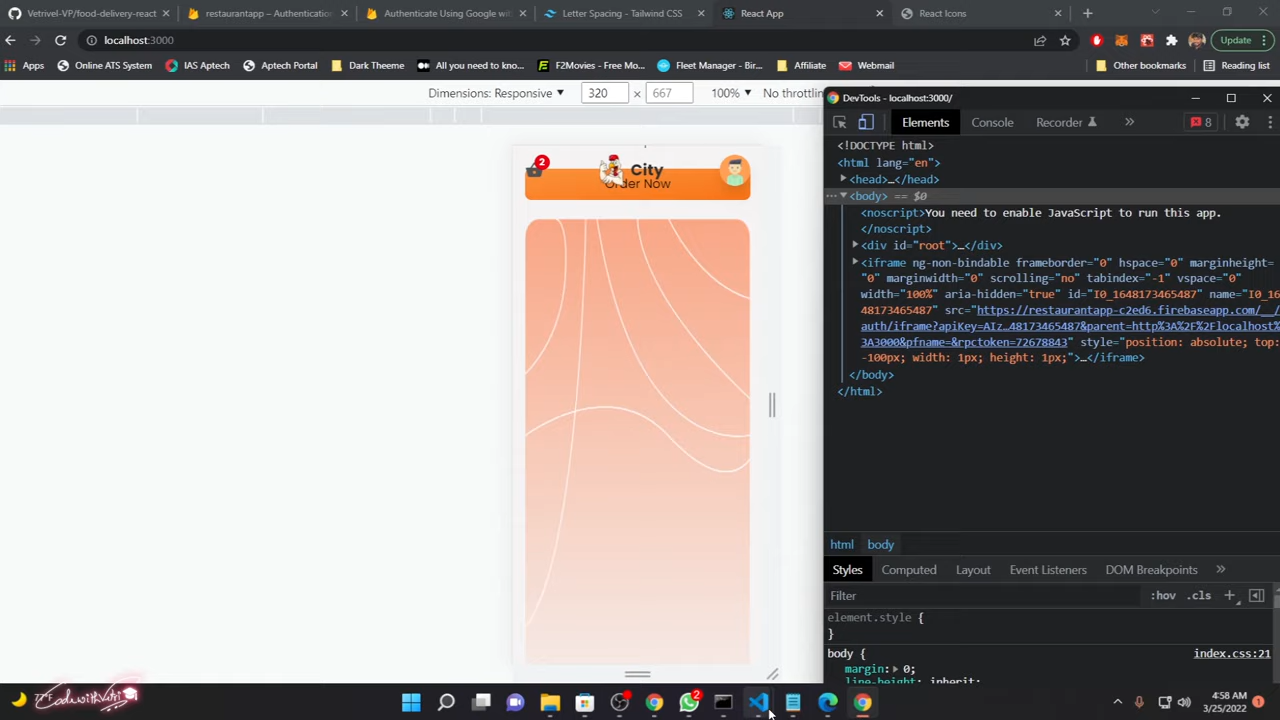 Vetrivel-VP/food-delivery-react
restaurantapp – Authentication
Authenticate Using Google with
Letter Spacing - Tailwind CSS
React App
React Icons
localhost:3000
Update
Apps
Online ATS System
IAS Aptech
Aptech Portal
Dark Theeme
All you need to kno...
F2Movies - Free Mo...
Fleet Manager - Bir...
Affiliate
Webmail
Other bookmarks
Reading list
Dimensions: Responsive
320
×
667
100%
No throttlin
DevTools - localhost:3000/
Elements
Console
Recorder
8
2
City
Order Now
<!DOCTYPE html>
<html lang="en">
<head>…</head>
<body> == $0
<noscript>You need to enable JavaScript to run this app.
</noscript>
<div id="root">…</div>
<iframe ng-non-bindable frameborder="0" hspace="0" marginheight=
"0" marginwidth="0" scrolling="no" tabindex="-1" vspace="0"
width="100%" aria-hidden="true" id="I0_1648173465487" name="I0_1
48173465487" src="https://restaurantapp-c2ed6.firebaseapp.com/__/
auth/iframe?apiKey=AIz…48173465487&parent=http%3A%2F%2Flocalhost
3A3000&pfname=&rpctoken=72678843" style="position: absolute; top:
-100px; width: 1px; height: 1px;">…</iframe>
</body>
</html>
html
body
Styles
Computed
Layout
Event Listeners
DOM Breakpoints
Filter
:hov
.cls
element.style {
}
body {
index.css:21
margin: 0;
line-height: inherit;
CodewithVetri
2
4:58 AM
3/25/2022